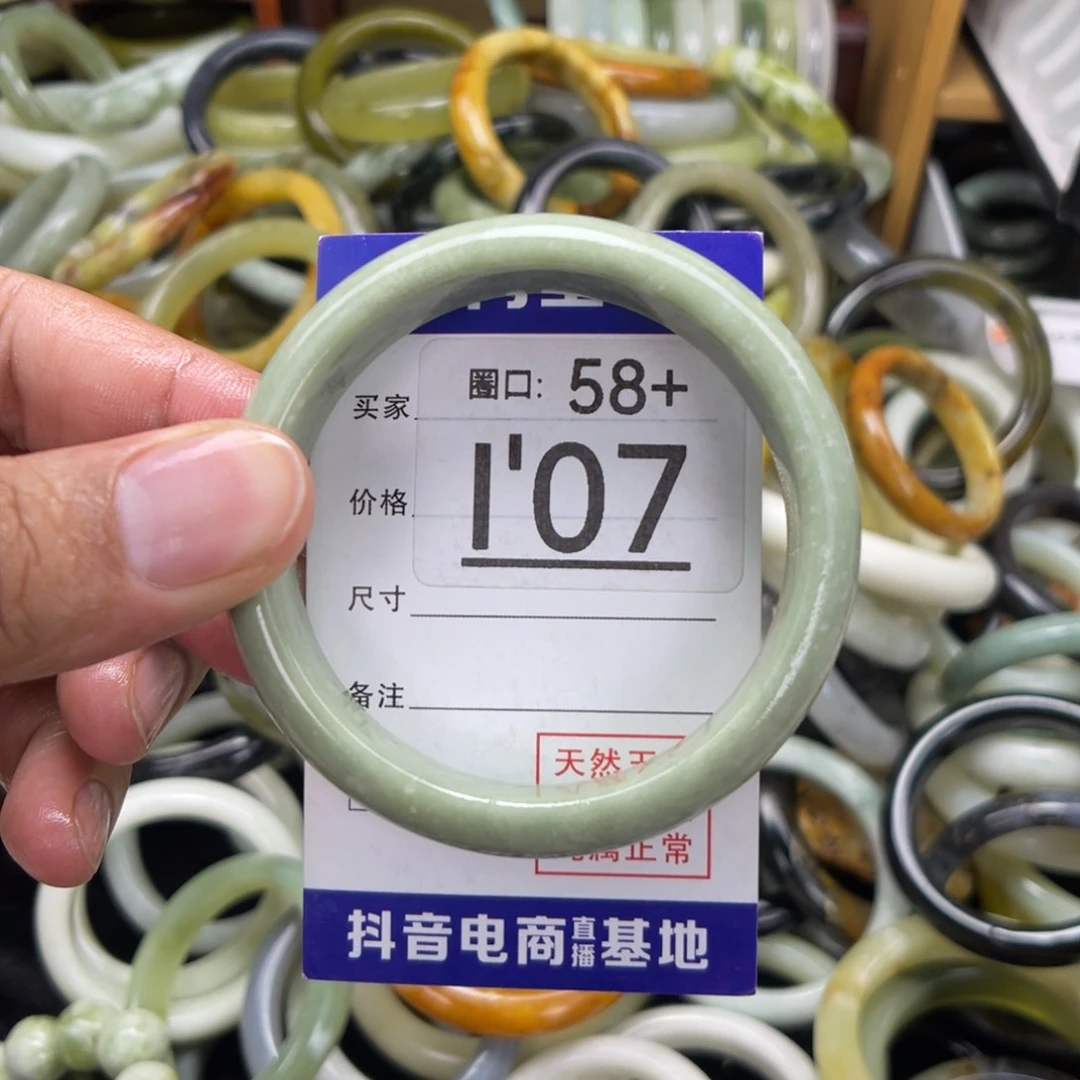 圈口: 58+
买家
1'07
价格
尺寸
备注
天然
正常
抖音电商直播基地